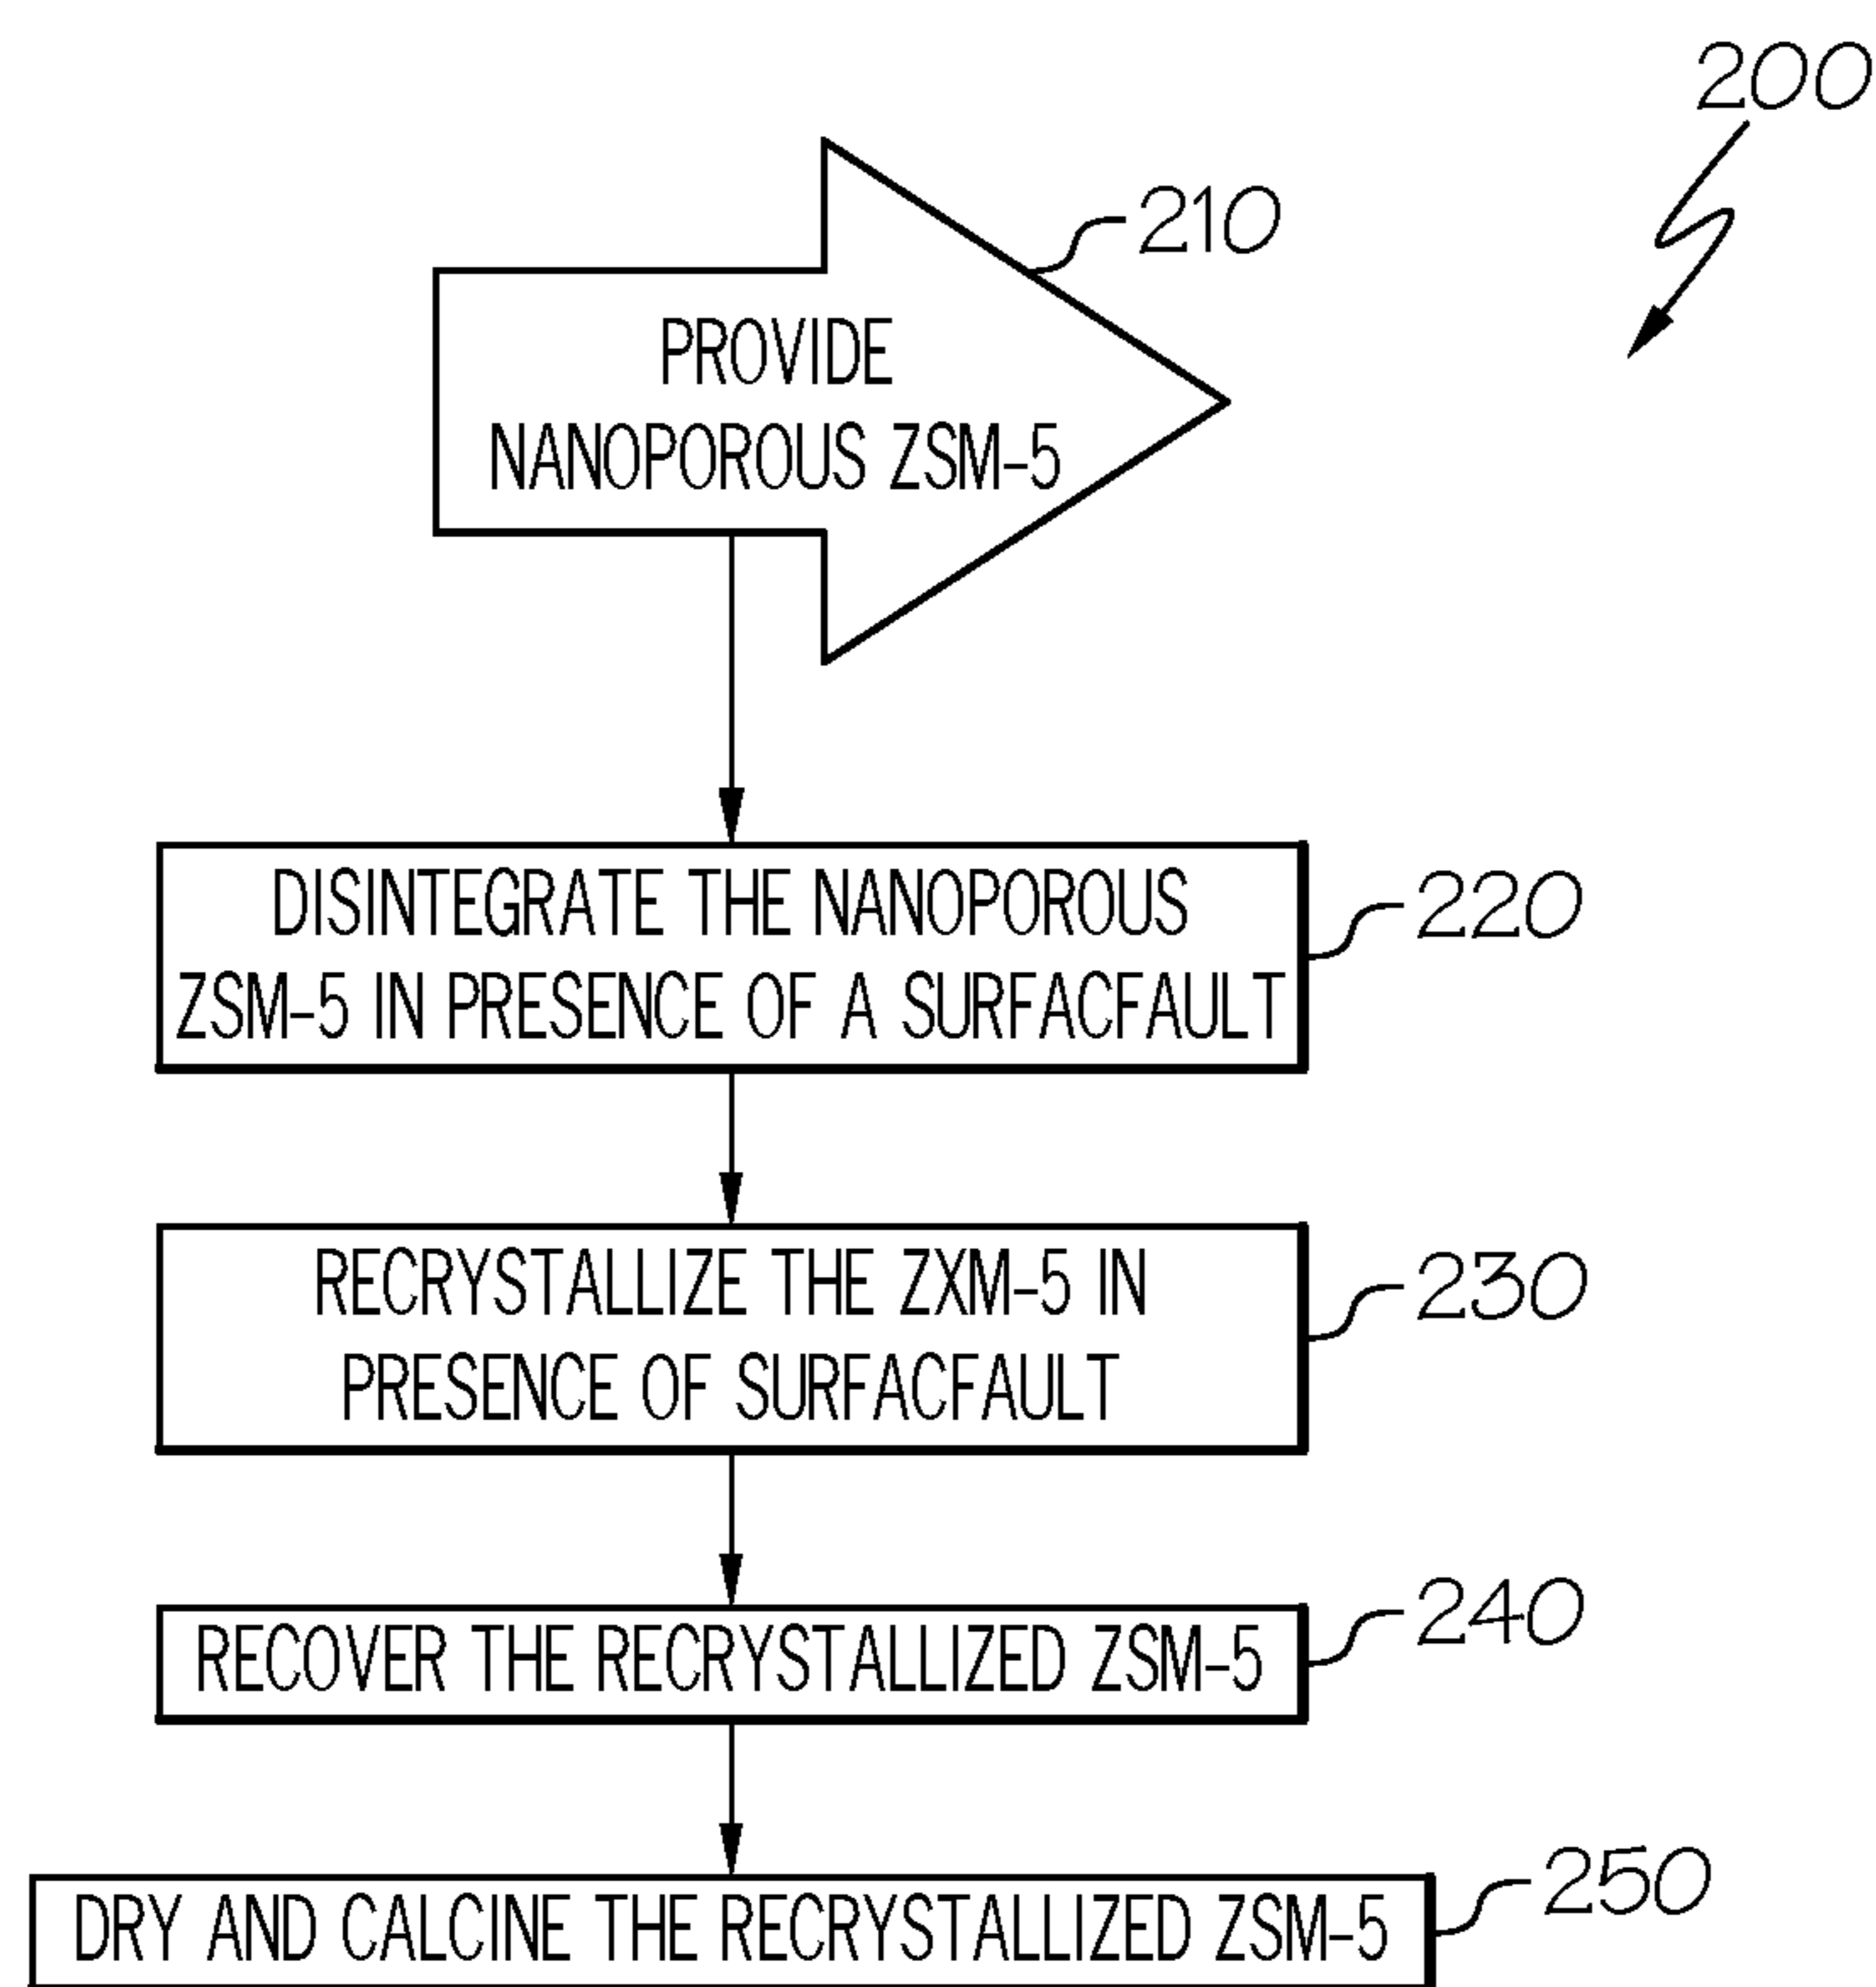 200
210
PROVIDE
NANOPOROUS ZSM-5
DISINTEGRATE THE NANOPOROUS
ZSM-5 IN PRESENCE OF A SURFACFAULT
220
RECRYSTALLIZE THE ZXM-5 IN
PRESENCE OF SURFACFAULT
230
RECOVER THE RECRYSTALLIZED ZSM-5
240
DRY AND CALCINE THE RECRYSTALLIZED ZSM-5
250